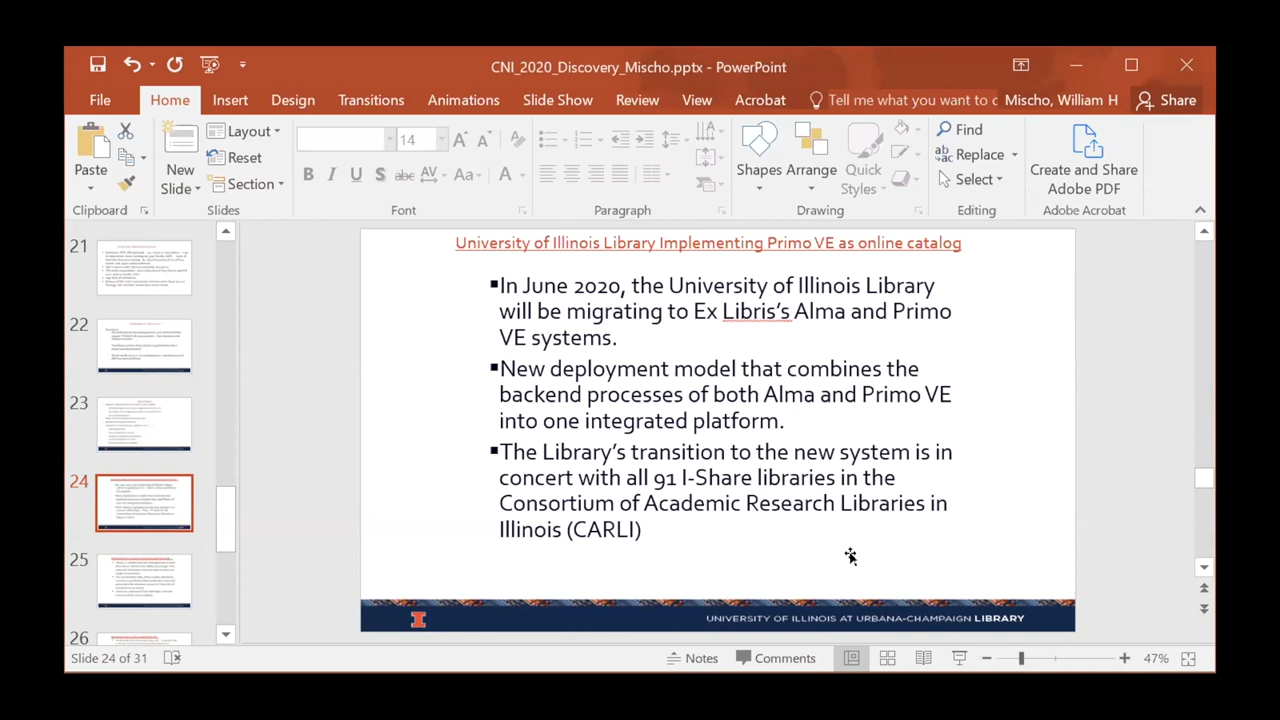 CNI_2020_Discovery_Mischo.pptx - PowerPoint
File Home Insert Design Transitions Animations Slide Show Review View Acrobat Tell me what you want to c Mischo, William H Share
Paste
Clipboard
New Slide
Layout
Reset
Section
Slides
14
B I U S abc AV Aa A
Font
Paragraph
Shapes Arrange Quick Styles
Drawing
Find
Replace
Select
Editing
Create and Share Adobe PDF
Adobe Acrobat
21
22
23
24
25
26
University of Illinois Library Implementing Primo VE as online catalog
▪In June 2020, the University of Illinois Library
will be migrating to Ex Libris’s Alma and Primo
VE systems.
▪New deployment model that combines the
backend processes of both Alma and Primo VE
into one integrated platform.
▪The Library’s transition to the new system is in
concert with all 91 I-Share libraries in the
Consortium of Academic Research Libraries in
Illinois (CARLI)
I
UNIVERSITY OF ILLINOIS AT URBANA-CHAMPAIGN LIBRARY
Slide 24 of 31 Notes Comments 47%